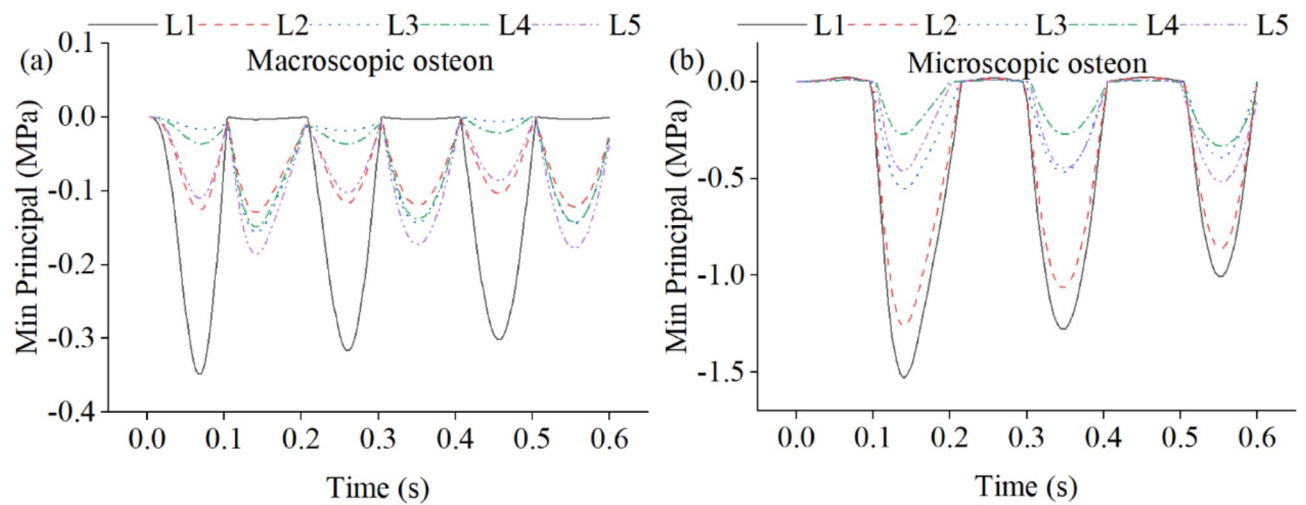 L1 L2 L3 L4 L5
(a) Macroscopic osteon
Min Principal (MPa)
0.1
0.0
-0.1
-0.2
-0.3
-0.4
0.0 0.1 0.2 0.3 0.4 0.5 0.6
Time (s)
L1 L2 L3 L4 L5
(b) Microscopic osteon
Min Principal (MPa)
0.0
-0.5
-1.0
-1.5
0.0 0.1 0.2 0.3 0.4 0.5 0.6
Time (s)